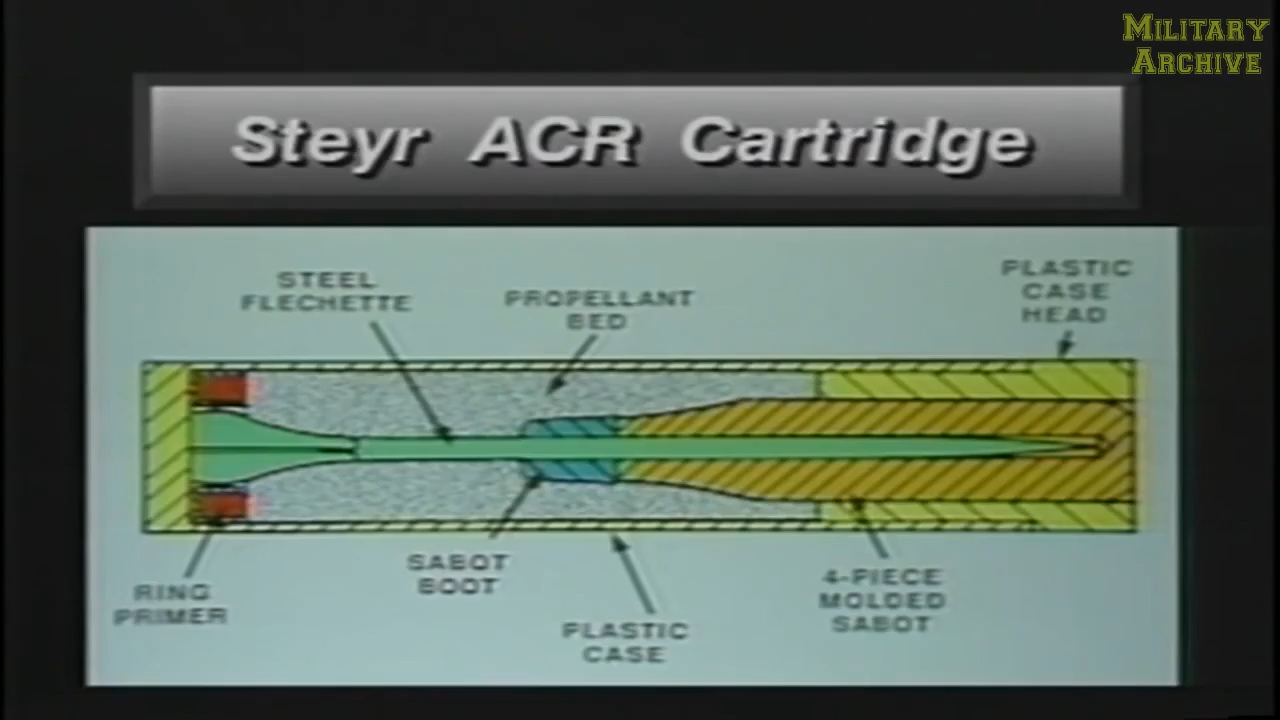 MILITARY
ARCHIVE
Steyr ACR Cartridge
STEEL
FLECHETTE
PROPELLANT
BED
PLASTIC
CASE
HEAD
RING
PRIMER
SABOT
BOOT
PLASTIC
CASE
4-PIECE
MOLDED
SABOT